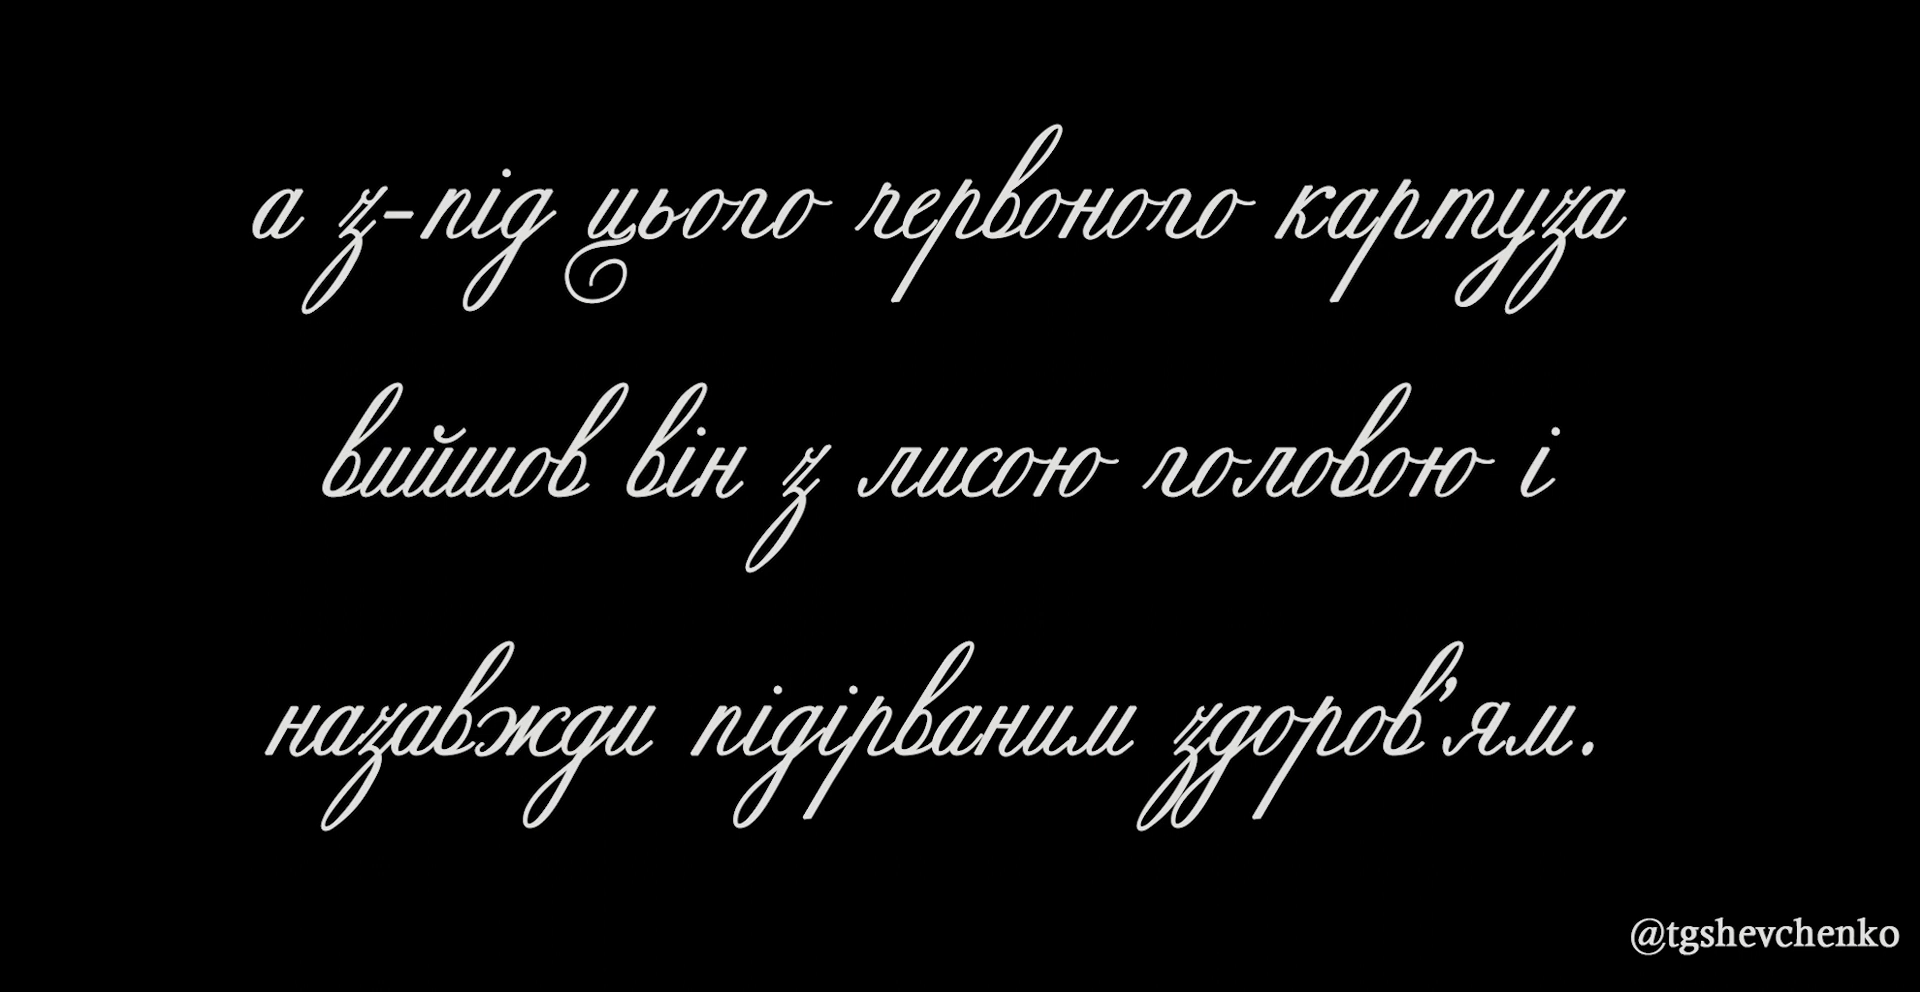 а з-під цього червоного картуза
вийшов він з лисою головою і
назавжди підірваним здоров'ям.
@tgshevchenko